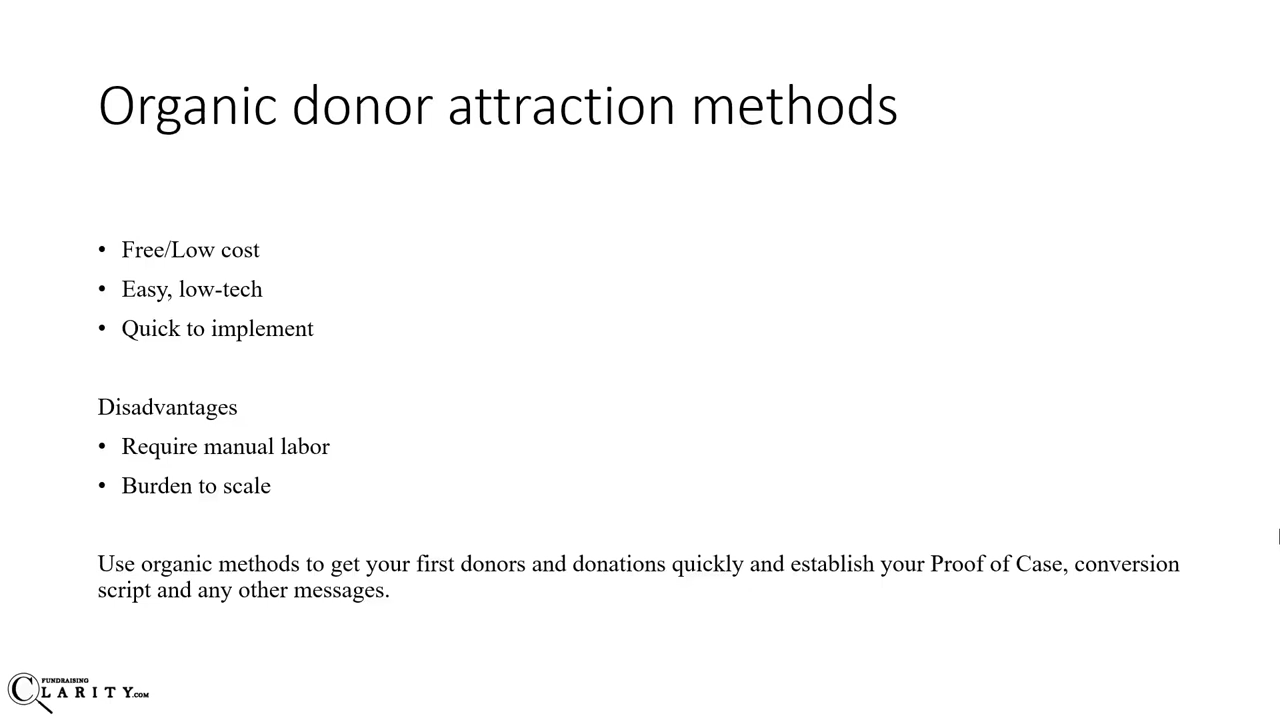 Organic donor attraction methods
• Free/Low cost
• Easy, low-tech
• Quick to implement
Disadvantages
• Require manual labor
• Burden to scale
Use organic methods to get your first donors and donations quickly and establish your Proof of Case, conversion
script and any other messages.
FUNDRAISING
CLARITY.COM